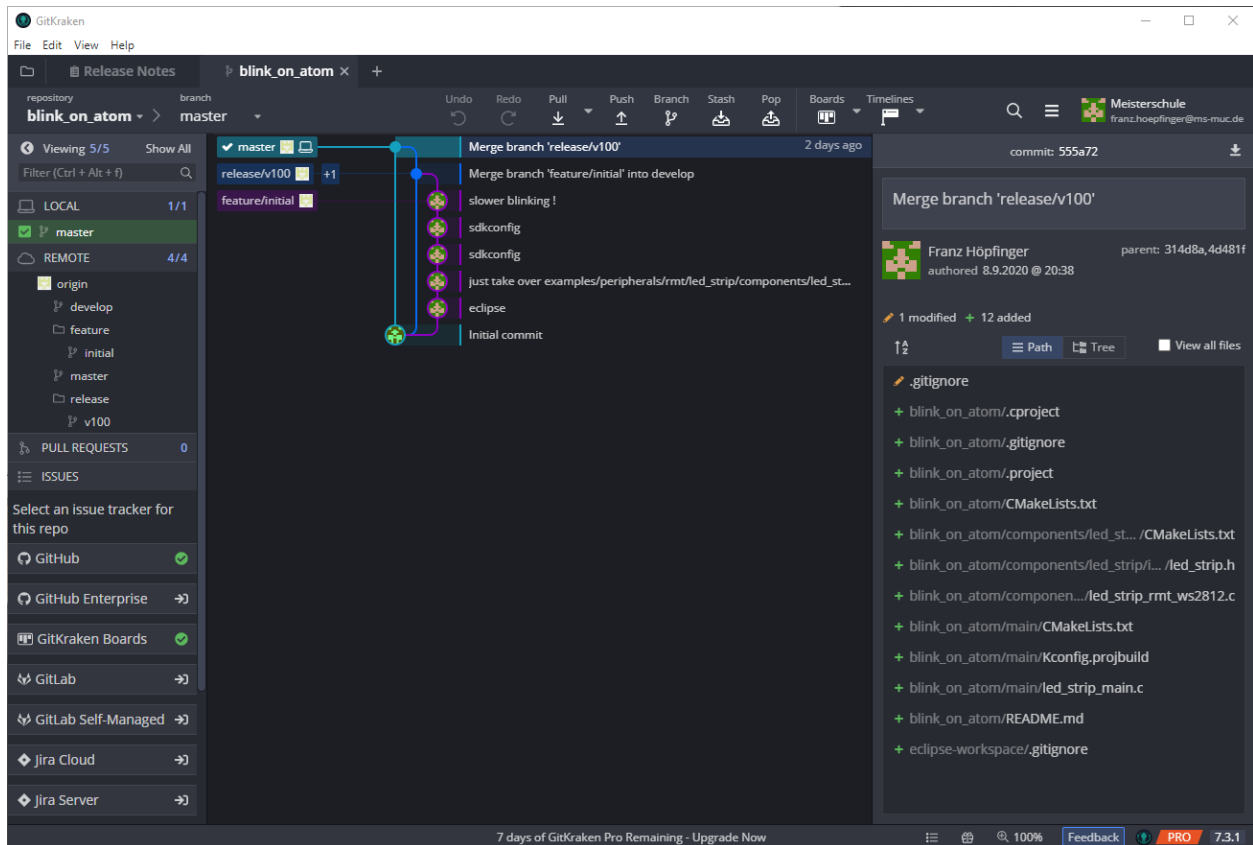 GitKraken
File Edit View Help
Release Notes
blink_on_atom
repository
blink_on_atom
branch
master
Undo
Redo
Pull
Push
Branch
Stash
Pop
Boards
Timelines
Meisterschule
franz.hoepfinger@ms-muc.de
Viewing 5/5 Show All
Filter (Ctrl + Alt + f)
LOCAL 1/1
master
REMOTE 4/4
origin
develop
feature
initial
master
release
v100
PULL REQUESTS 0
ISSUES
Select an issue tracker for
this repo
GitHub
GitHub Enterprise
GitKraken Boards
GitLab
GitLab Self-Managed
Jira Cloud
Jira Server
master Merge branch 'release/v100' 2 days ago
release/v100 +1 Merge branch 'feature/initial' into develop
feature/initial slower blinking !
sdkconfig
sdkconfig
just take over examples/peripherals/rmt/led_strip/components/led_st...
eclipse
Initial commit
commit: 555a72
Merge branch 'release/v100'
Franz Höpfinger
authored 8.9.2020 @ 20:38
parent: 314d8a,4d481f
1 modified + 12 added
Path Tree View all files
.gitignore
+ blink_on_atom/.cproject
+ blink_on_atom/.gitignore
+ blink_on_atom/.project
+ blink_on_atom/CMakeLists.txt
+ blink_on_atom/components/led_st... /CMakeLists.txt
+ blink_on_atom/components/led_strip/i... /led_strip.h
+ blink_on_atom/componen.../led_strip_rmt_ws2812.c
+ blink_on_atom/main/CMakeLists.txt
+ blink_on_atom/main/Kconfig.projbuild
+ blink_on_atom/main/led_strip_main.c
+ blink_on_atom/README.md
+ eclipse-workspace/.gitignore
7 days of GitKraken Pro Remaining - Upgrade Now
100%
Feedback
PRO
7.3.1